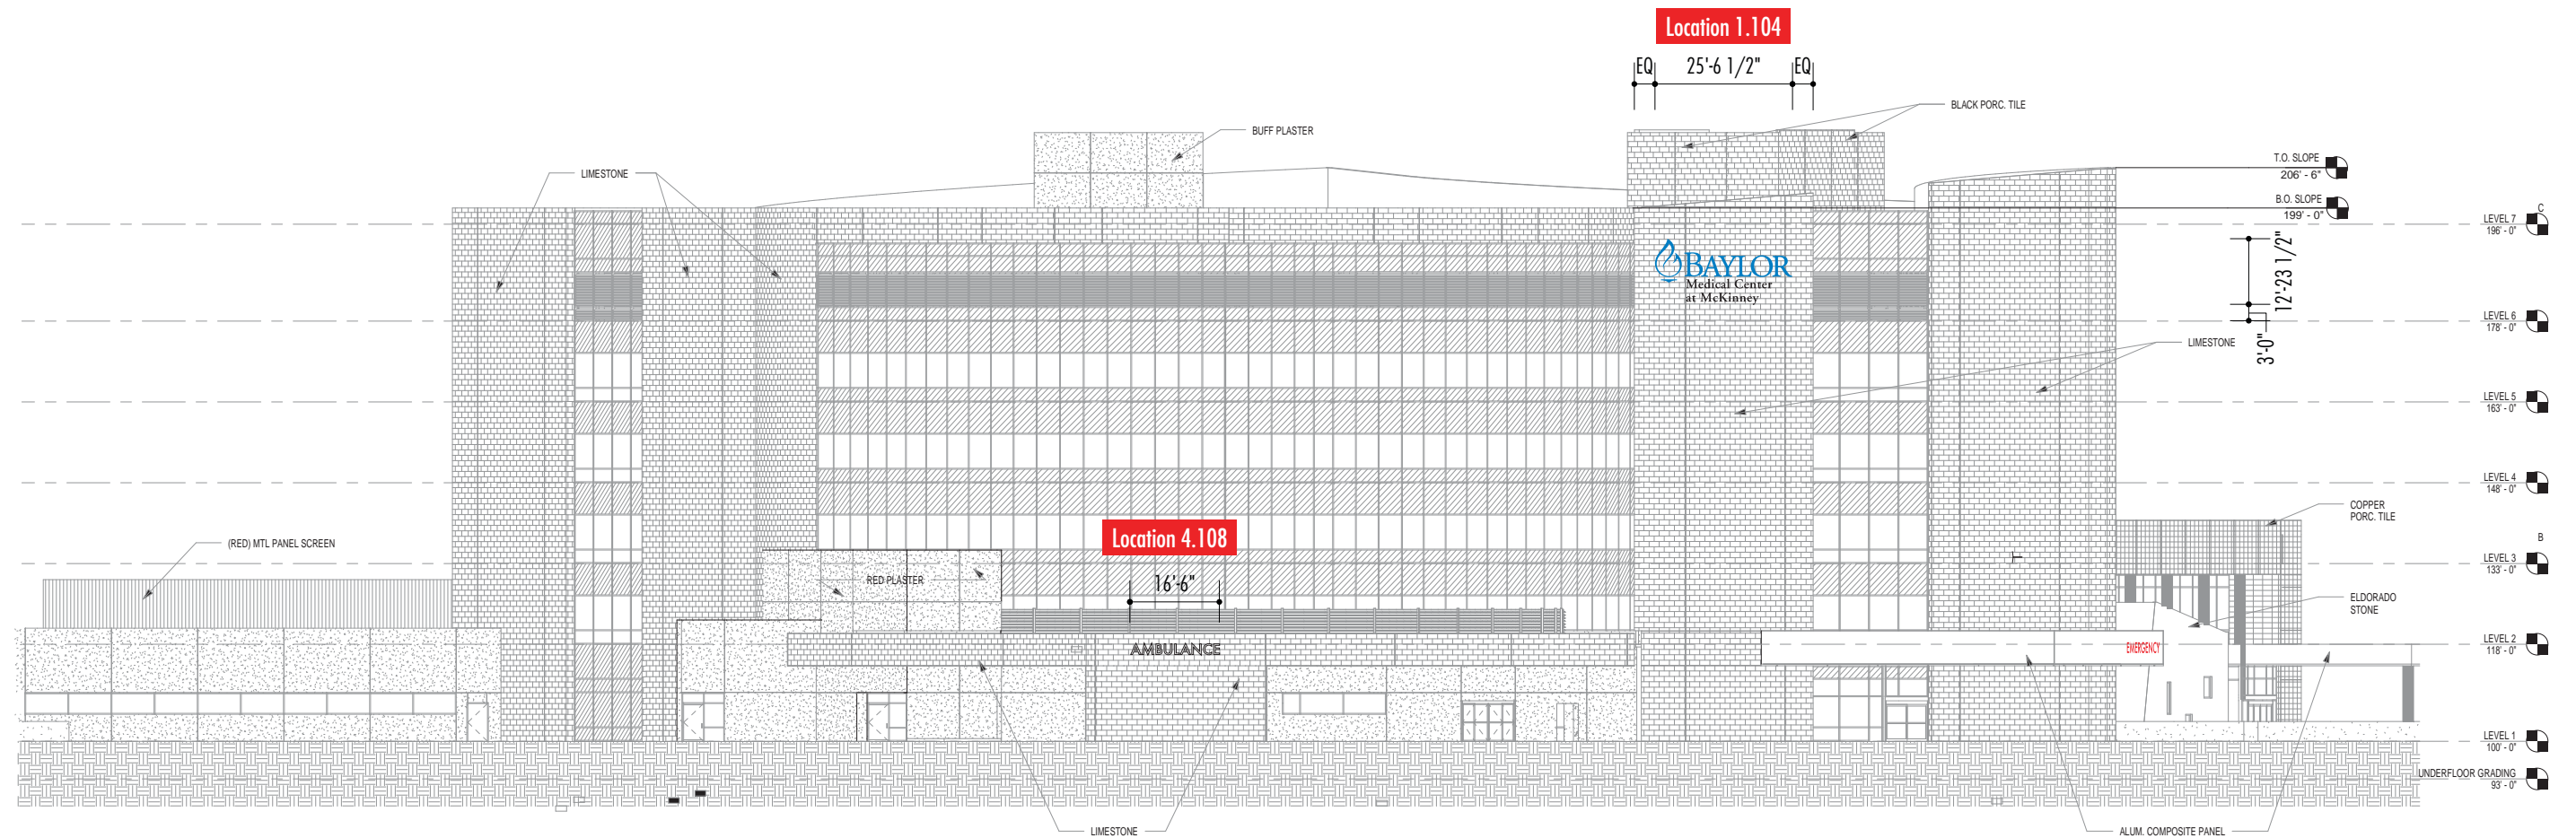 Location 1.104
EQ 25'-6 1/2" EQ
BLACK PORC. TILE
BUFF PLASTER
LIMESTONE
T.O. SLOPE
206' - 6"
B.O. SLOPE
199' - 0"
C
LEVEL 7
196' - 0"
BAYLOR
Medical Center
at McKinney
12'-23 1/2"
LEVEL 6
178' - 0"
3'-0"
LIMESTONE
LEVEL 5
163' - 0"
LEVEL 4
148' - 0"
COPPER
PORC. TILE
(RED) MTL PANEL SCREEN
Location 4.108
B
LEVEL 3
133' - 0"
RED PLASTER
16'-6"
ELDORADO
STONE
AMBULANCE
EMERGENCY
LEVEL 2
118' - 0"
LEVEL 1
100' - 0"
UNDERFLOOR GRADING
93' - 0"
LIMESTONE
ALUM. COMPOSITE PANEL